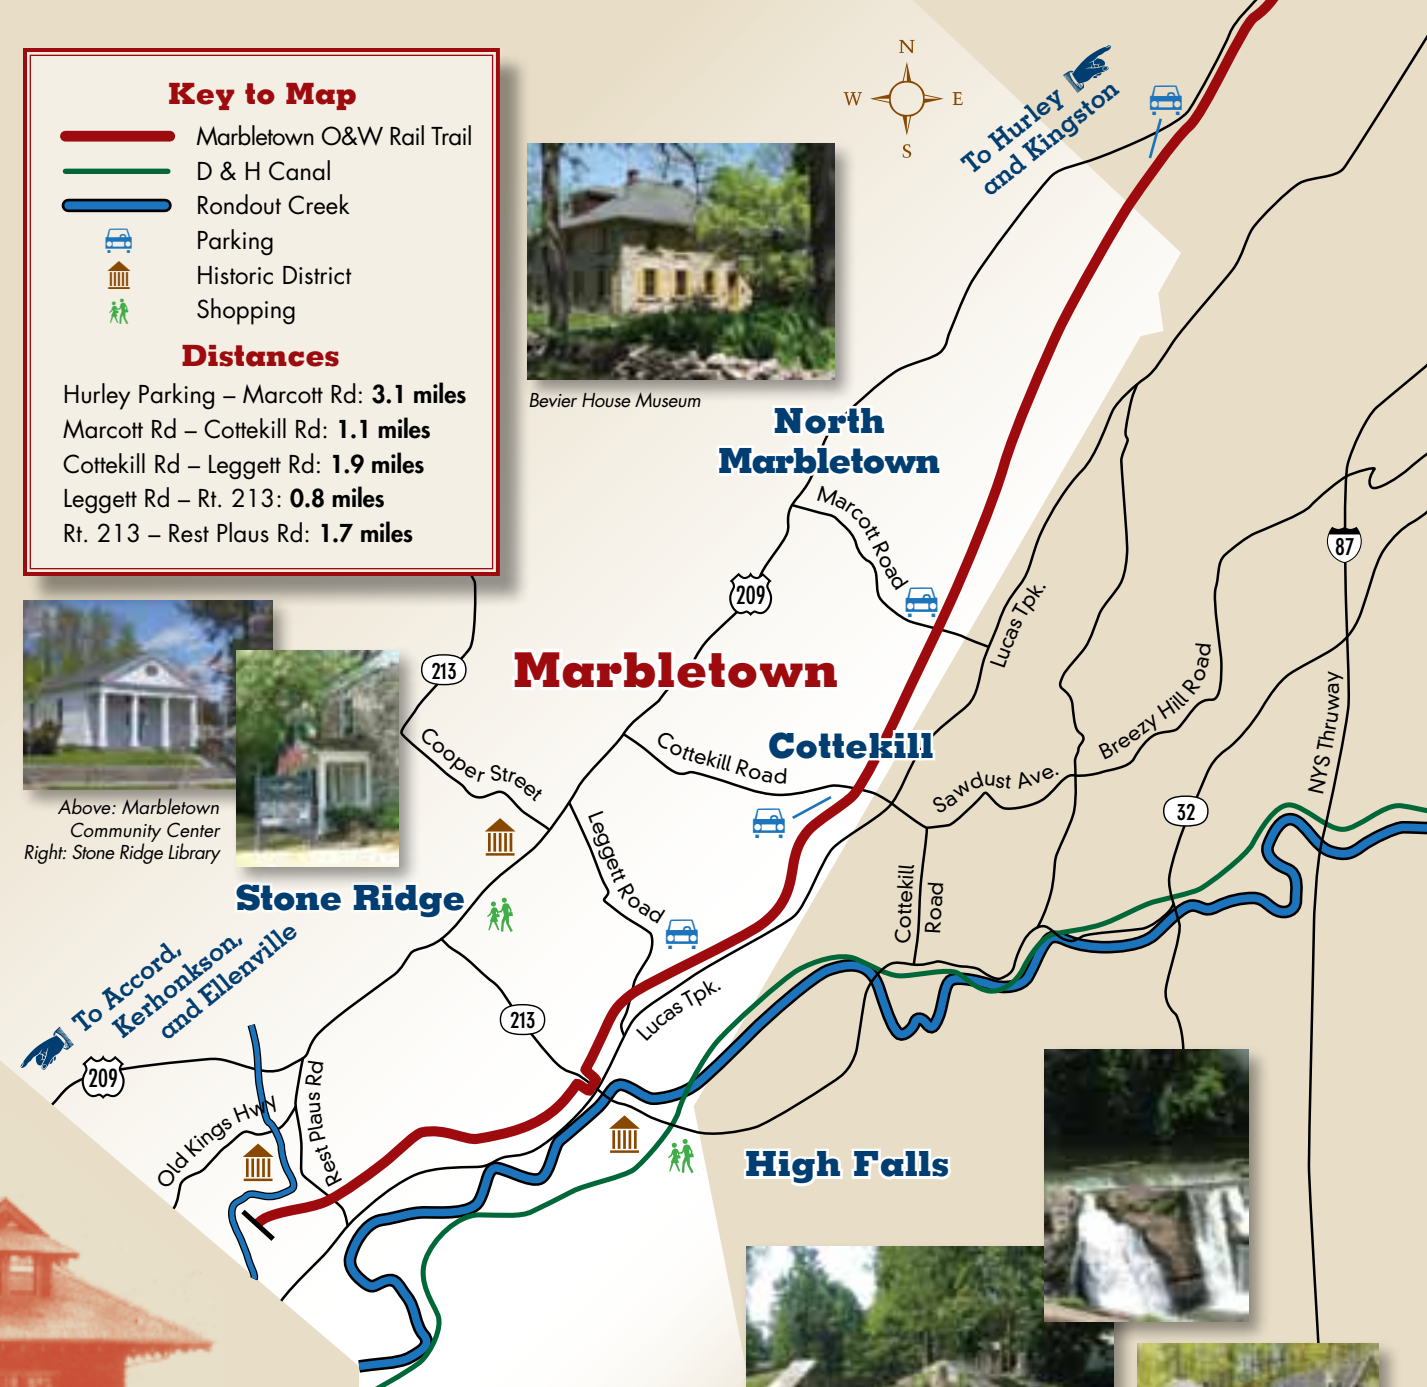 Key to Map
Marbletown O&W Rail Trail
D & H Canal
Rondout Creek
Parking
Historic District
Shopping
Distances
Hurley Parking – Marcott Rd: 3.1 miles
Marcott Rd – Cottekill Rd: 1.1 miles
Cottekill Rd – Leggett Rd: 1.9 miles
Leggett Rd – Rt. 213: 0.8 miles
Rt. 213 – Rest Plaus Rd: 1.7 miles
N
W
E
S
To Hurley
and Kingston
Bevier House Museum
North
Marbletown
Marcott Road
209
87
Lucas Tpk.
213
Marbletown
Cooper Street
Cottekill Road
Cottekill
Breezy Hill Road
Sawdust Ave.
NYS Thruway
32
Above: Marbletown
Community Center
Right: Stone Ridge Library
Leggett Road
Cottekill
Road
Stone Ridge
To Accord,
Kerhonkson,
and Ellenville
213
Lucas Tpk.
209
Old Kings Hwy
Rest Plaus Rd
High Falls